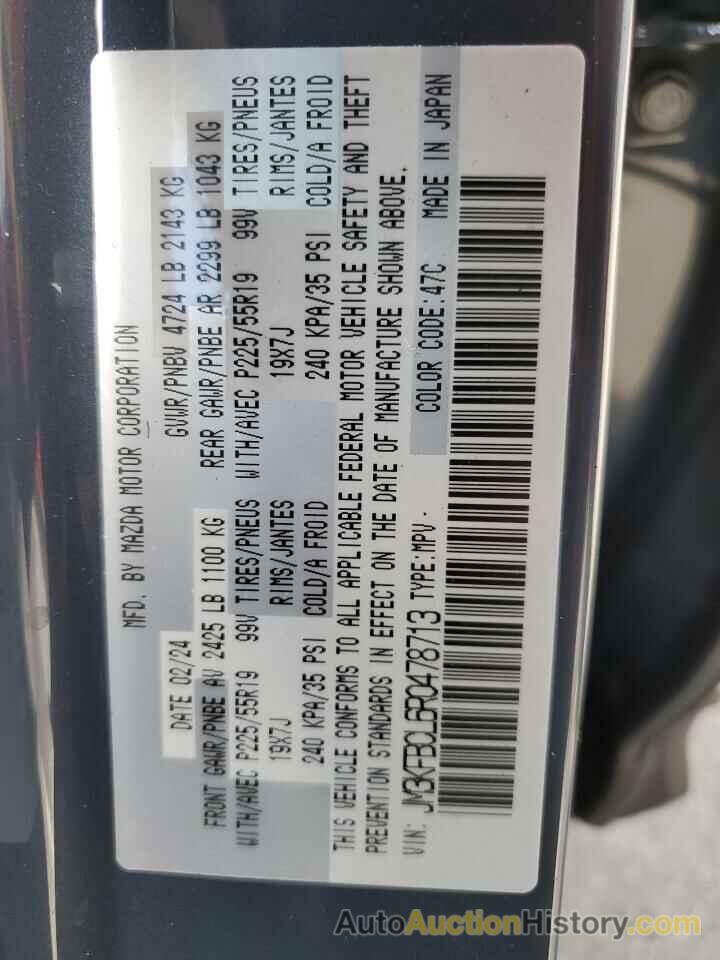 MFD. BY MAZDA MOTOR CORPORATION
DATE 02/24 GVWR/PNBV 4724 LB 2143 KG
FRONT GAWR/PNBE AV 2425 LB 1100 KG REAR GAWR/PNBE AR 2299 LB 1043 KG
WITH/AVEC P225/55R19 99V TIRES/PNEUS WITH/AVEC P225/55R19 99V TIRES/PNEUS
19X7J RIMS/JANTES 19X7J RIMS/JANTES
240 KPA/35 PSI COLD/A FROID 240 KPA/35 PSI COLD/A FROID
THIS VEHICLE CONFORMS TO ALL APPLICABLE FEDERAL MOTOR VEHICLE SAFETY AND THEFT
PREVENTION STANDARDS IN EFFECT ON THE DATE OF MANUFACTURE SHOWN ABOVE.
VIN: JM3KFBCL6R0478713 TYPE:MPV· COLOR CODE:47C MADE IN JAPAN
AutoAuctionHistory.com